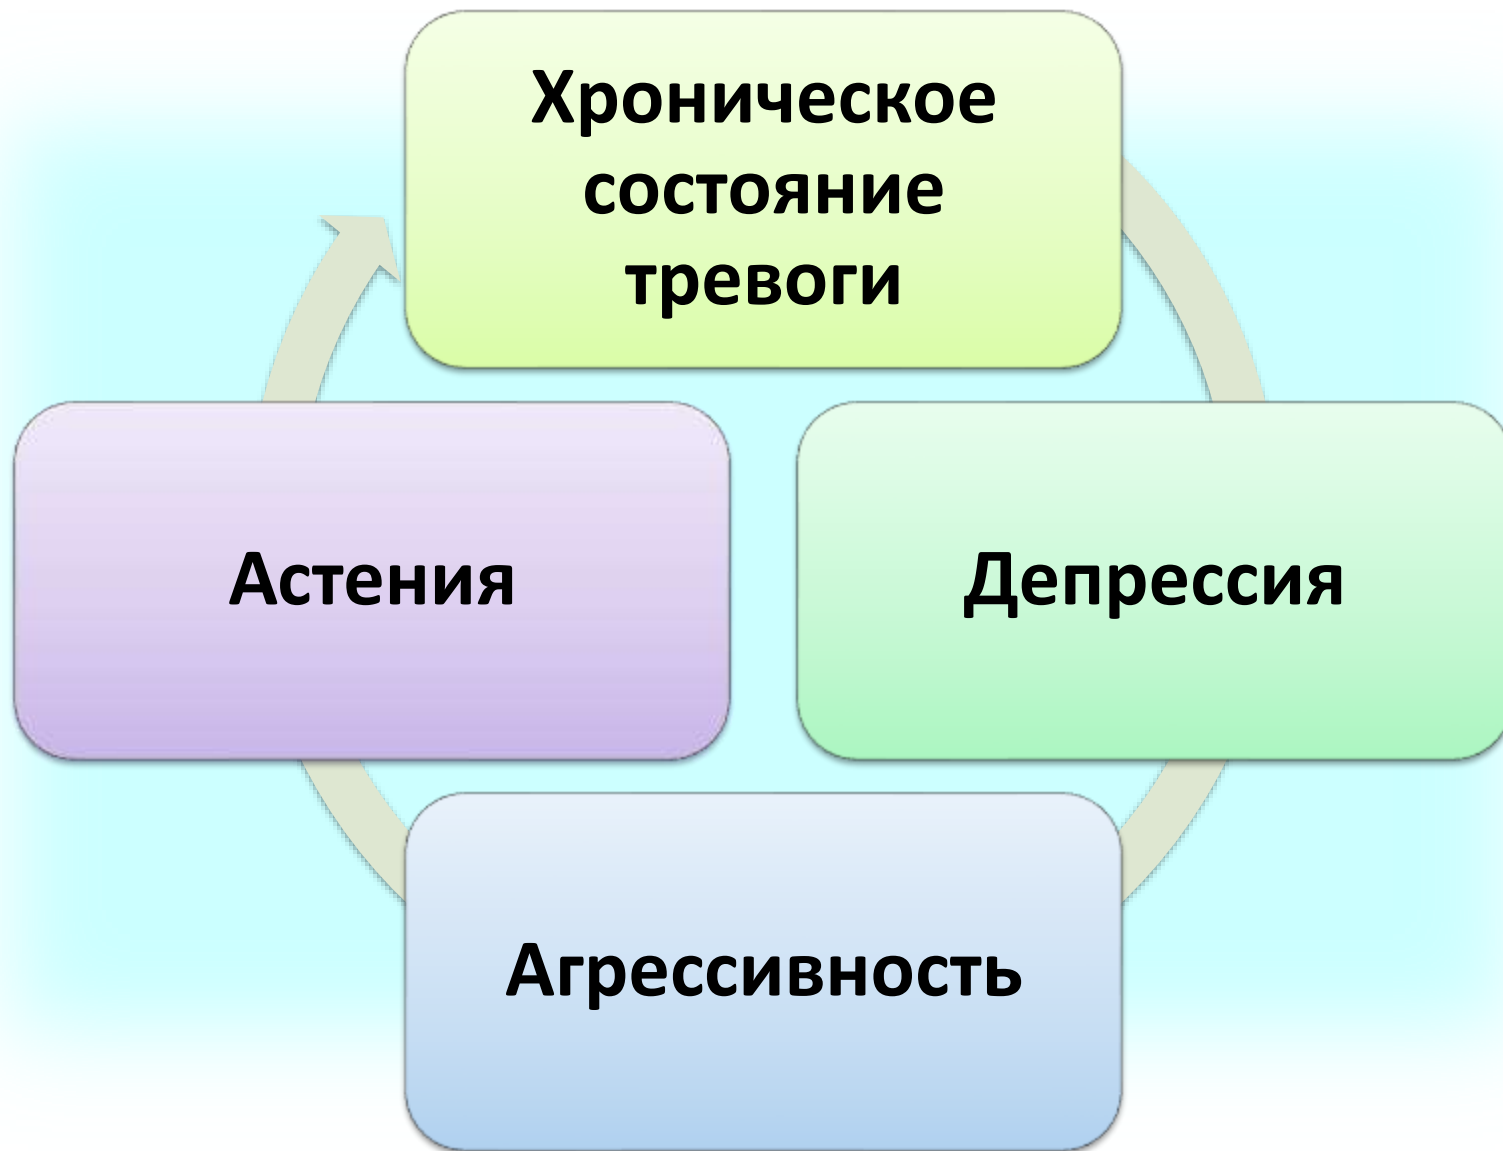 Хроническое
состояние
тревоги
Астения
Депрессия
Агрессивность